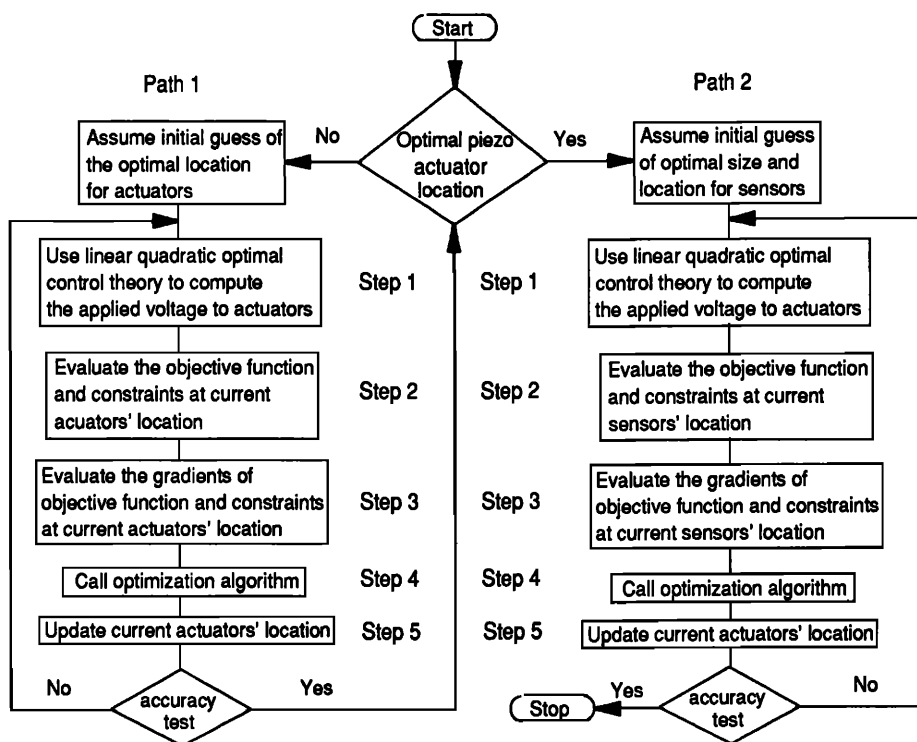 Start
Path 1
Path 2
No
Optimal piezo
actuator
location
Yes
Assume initial guess of
the optimal location
for actuators
Assume initial guess
of optimal size and
location for sensors
Use linear quadratic optimal
control theory to compute
the applied voltage to actuators
Step 1
Step 1
Use linear quadratic optimal
control theory to compute
the applied voltage to actuators
Evaluate the objective function
and constraints at current
acuators' location
Step 2
Step 2
Evaluate the objective function
and constraints at current
sensors' location
Evaluate the gradients of
objective function and constraints
at current actuators' location
Step 3
Step 3
Evaluate the gradients of
objective function and constraints
at current sensors' location
Call optimization algorithm
Step 4
Step 4
Call optimization algorithm
Update current actuators' location
Step 5
Step 5
Update current actuators' location
No
accuracy
test
Yes
Stop
Yes
accuracy
test
No